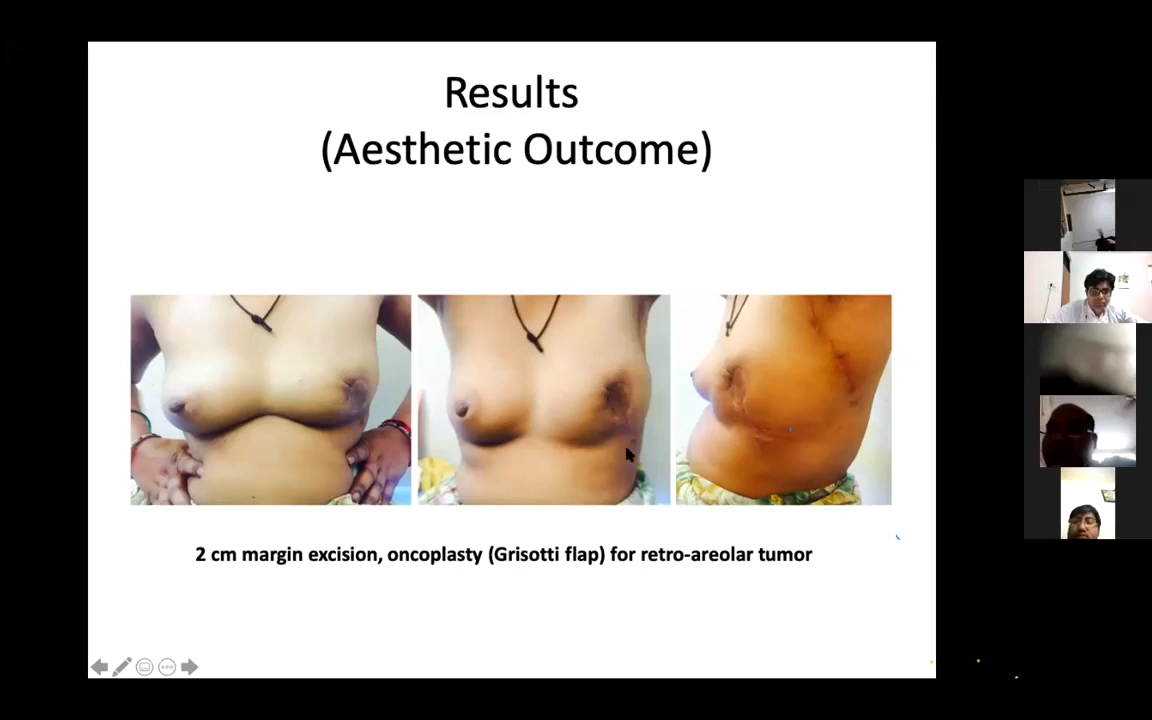 Results
(Aesthetic Outcome)
2 cm margin excision, oncoplasty (Grisotti flap) for retro-areolar tumor